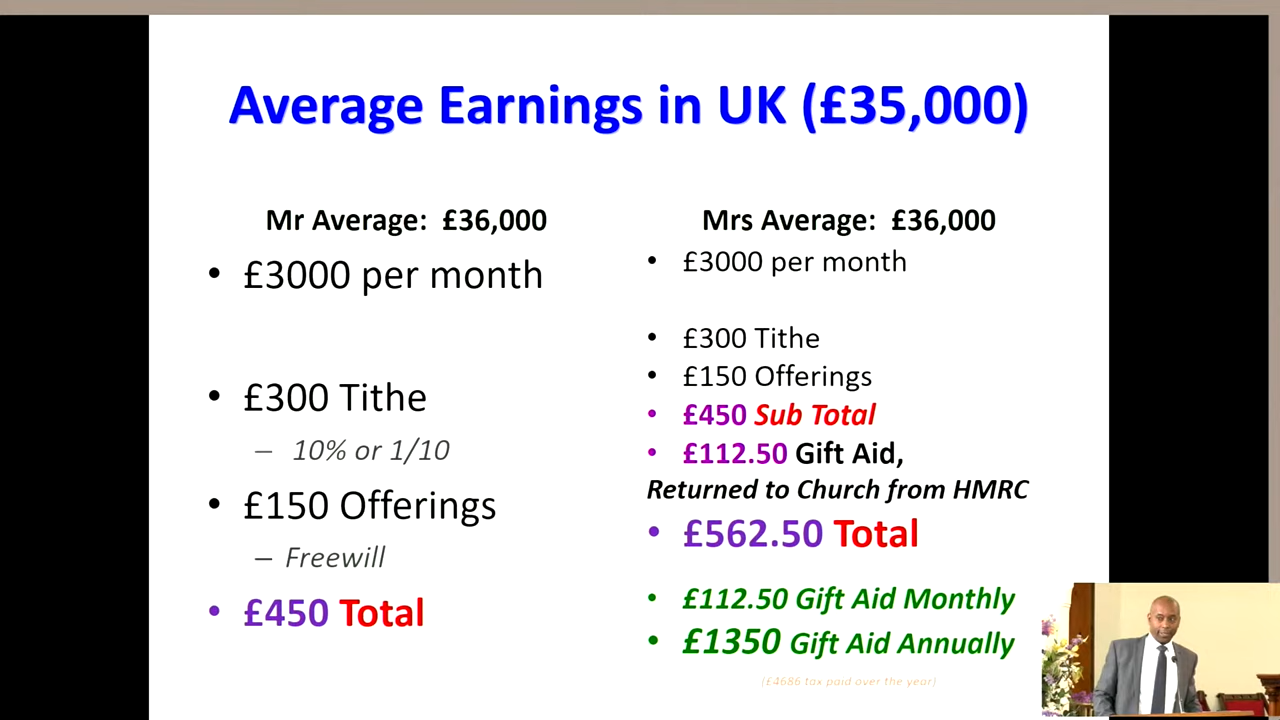 Average Earnings in UK (£35,000)
Mr Average: £36,000
• £3000 per month
• £300 Tithe
– 10% or 1/10
• £150 Offerings
– Freewill
• £450 Total
Mrs Average: £36,000
• £3000 per month
• £300 Tithe
• £150 Offerings
• £450 Sub Total
• £112.50 Gift Aid,
Returned to Church from HMRC
• £562.50 Total
• £112.50 Gift Aid Monthly
• £1350 Gift Aid Annually
(£4686 tax paid over the year)